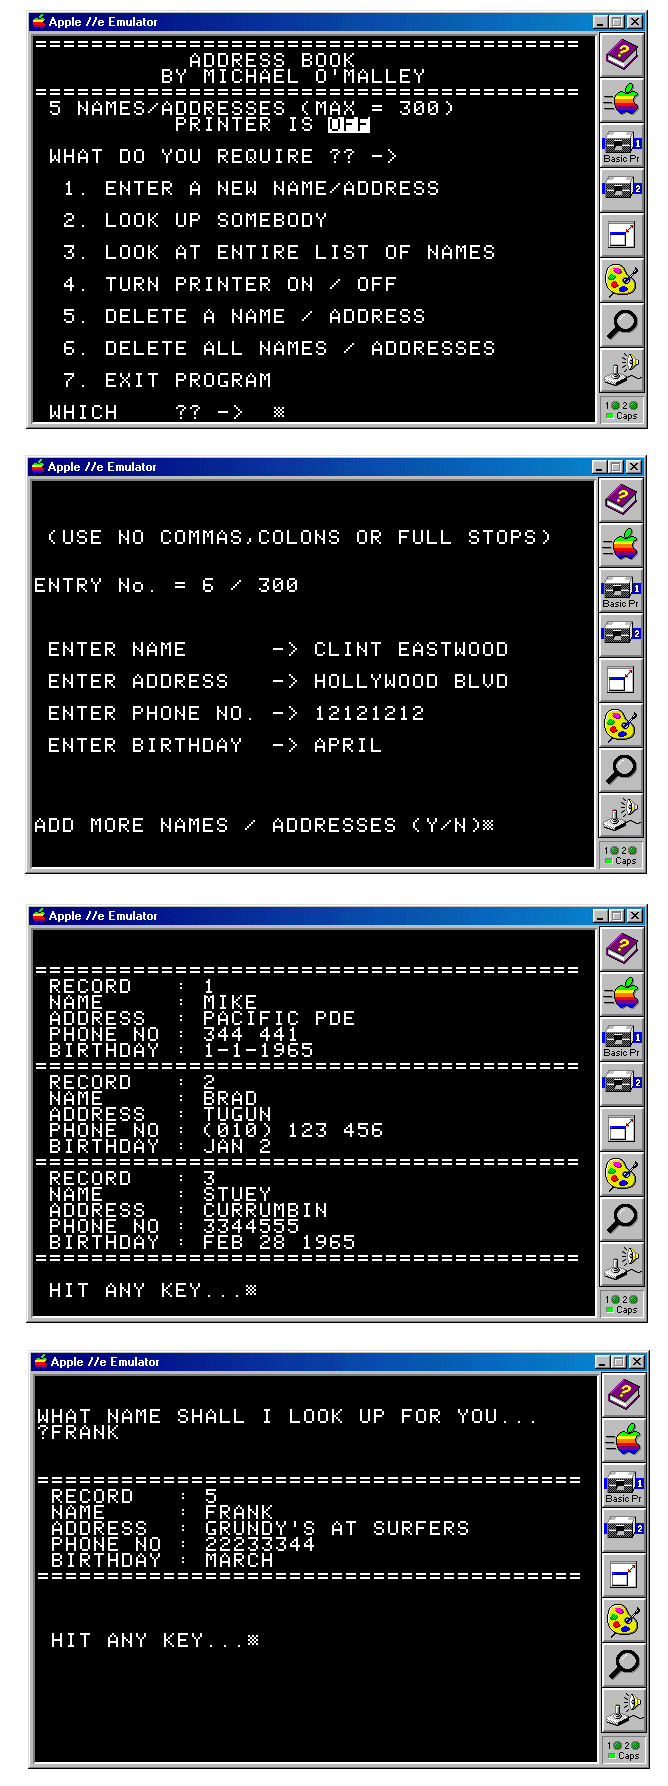 Apple //e Emulator
=======================================
ADDRESS BOOK
BY MICHAEL O'MALLEY
=======================================
5 NAMES/ADDRESSES (MAX = 300)
PRINTER IS OFF
WHAT DO YOU REQUIRE ?? ->
1. ENTER A NEW NAME/ADDRESS
2. LOOK UP SOMEBODY
3. LOOK AT ENTIRE LIST OF NAMES
4. TURN PRINTER ON / OFF
5. DELETE A NAME / ADDRESS
6. DELETE ALL NAMES / ADDRESSES
7. EXIT PROGRAM
WHICH ?? ->
?
1
Basic Pr
2
1 2
Caps
Apple //e Emulator
(USE NO COMMAS,COLONS OR FULL STOPS)
ENTRY No. = 6 / 300
ENTER NAME -> CLINT EASTWOOD
ENTER ADDRESS -> HOLLYWOOD BLVD
ENTER PHONE NO. -> 12121212
ENTER BIRTHDAY -> APRIL
ADD MORE NAMES / ADDRESSES (Y/N)
?
1
Basic Pr
2
1 2
Caps
Apple //e Emulator
=======================================
RECORD : 1
NAME : MIKE
ADDRESS : PACIFIC PDE
PHONE NO : 344 441
BIRTHDAY : 1-1-1965
=======================================
RECORD : 2
NAME : BRAD
ADDRESS : TUGUN
PHONE NO : (010) 123 456
BIRTHDAY : JAN 2
=======================================
RECORD : 3
NAME : STUEY
ADDRESS : CURRUMBIN
PHONE NO : 3344555
BIRTHDAY : FEB 28 1965
=======================================
HIT ANY KEY...
?
1
Basic Pr
2
1 2
Caps
Apple //e Emulator
WHAT NAME SHALL I LOOK UP FOR YOU...
?FRANK
=======================================
RECORD : 5
NAME : FRANK
ADDRESS : GRUNDY'S AT SURFERS
PHONE NO : 22233344
BIRTHDAY : MARCH
=======================================
HIT ANY KEY...
?
1
Basic Pr
2
1 2
Caps